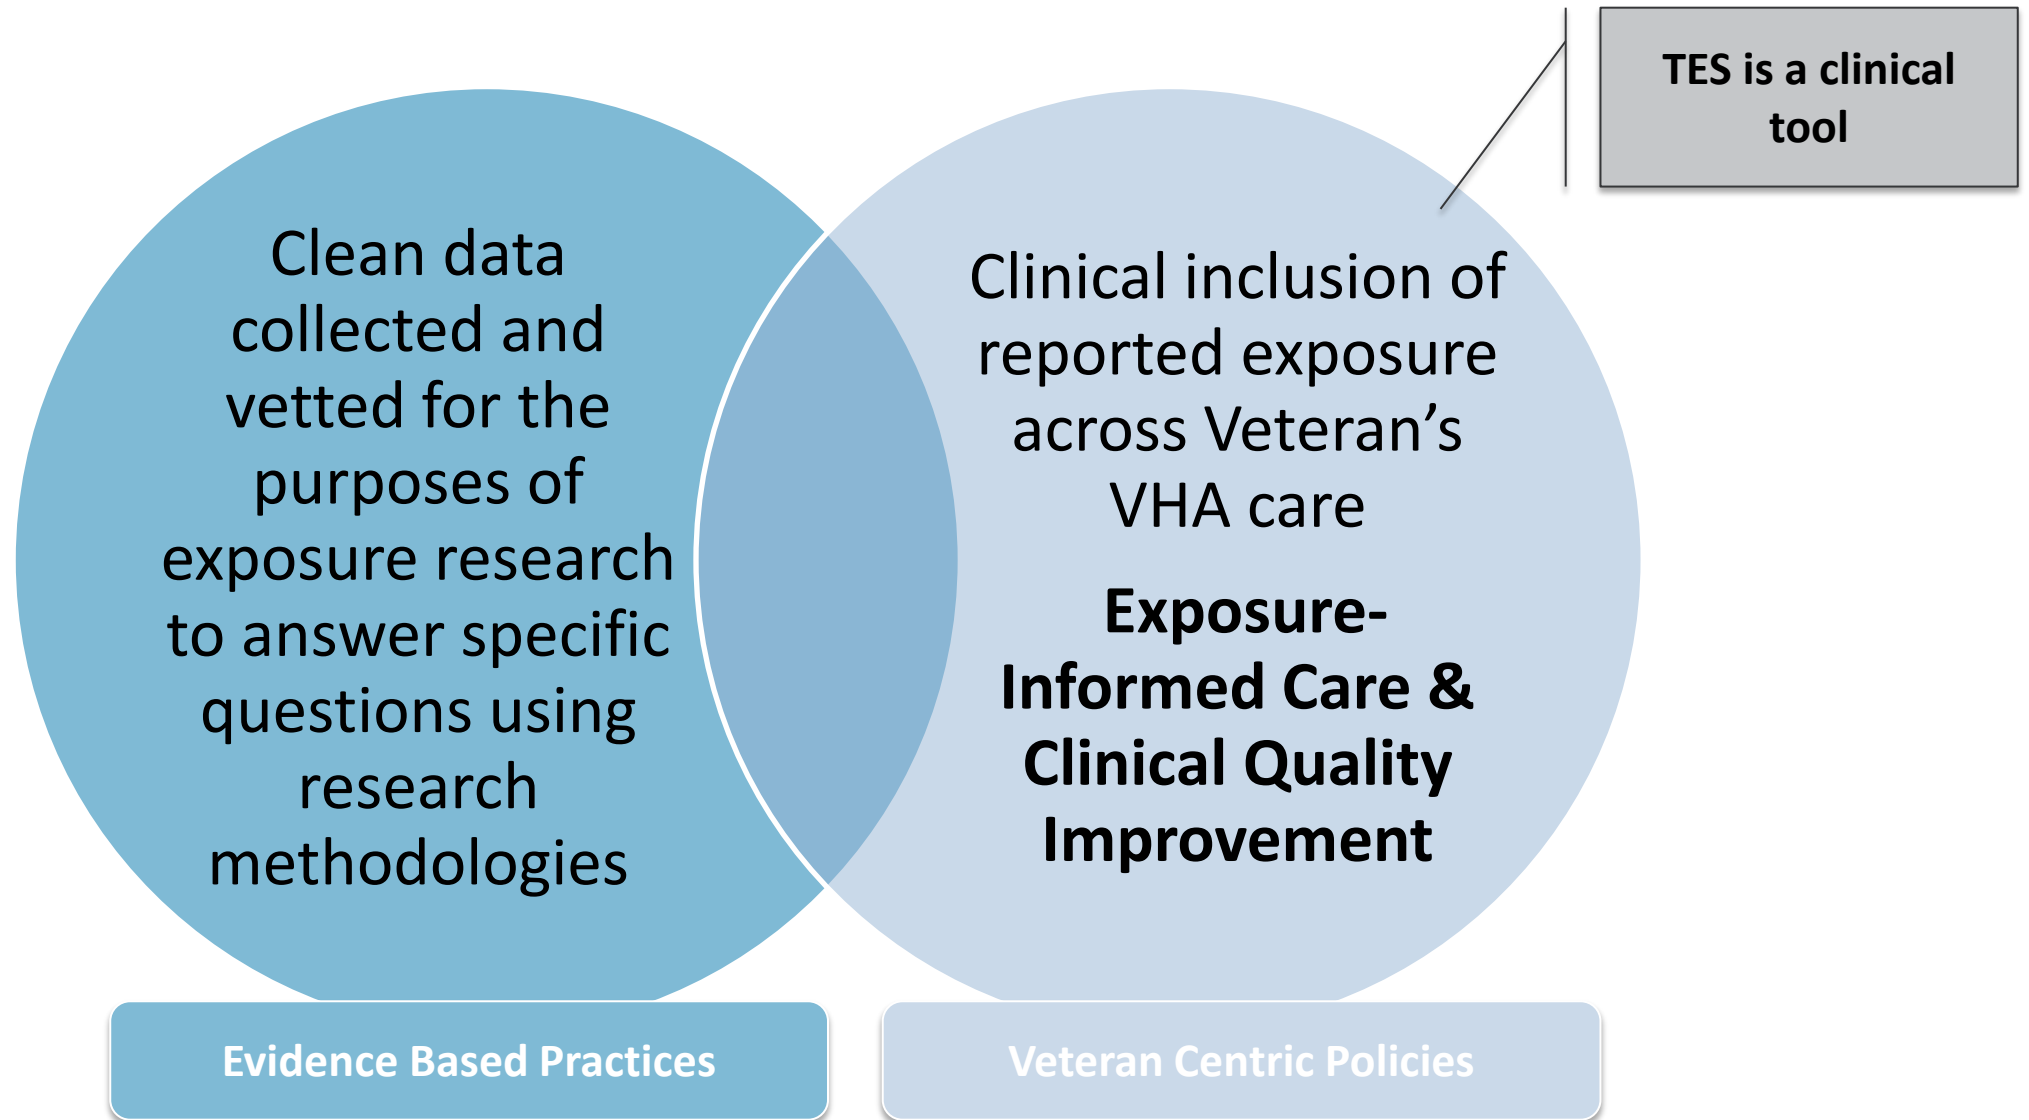 TES is a clinical
tool
Clean data
collected and
vetted for the
purposes of
exposure research
to answer specific
questions using
research
methodologies
Clinical inclusion of
reported exposure
across Veteran’s
VHA care
Exposure-
Informed Care &
Clinical Quality
Improvement
Evidence Based Practices
Veteran Centric Policies